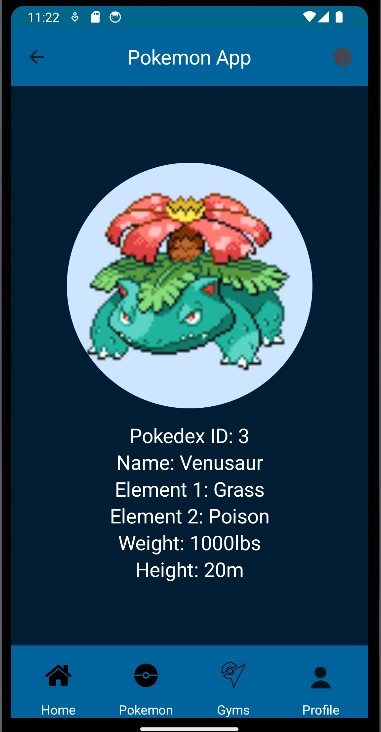 11:22
Pokemon App
Pokedex ID: 3
Name: Venusaur
Element 1: Grass
Element 2: Poison
Weight: 1000lbs
Height: 20m
Home Pokemon Gyms Profile